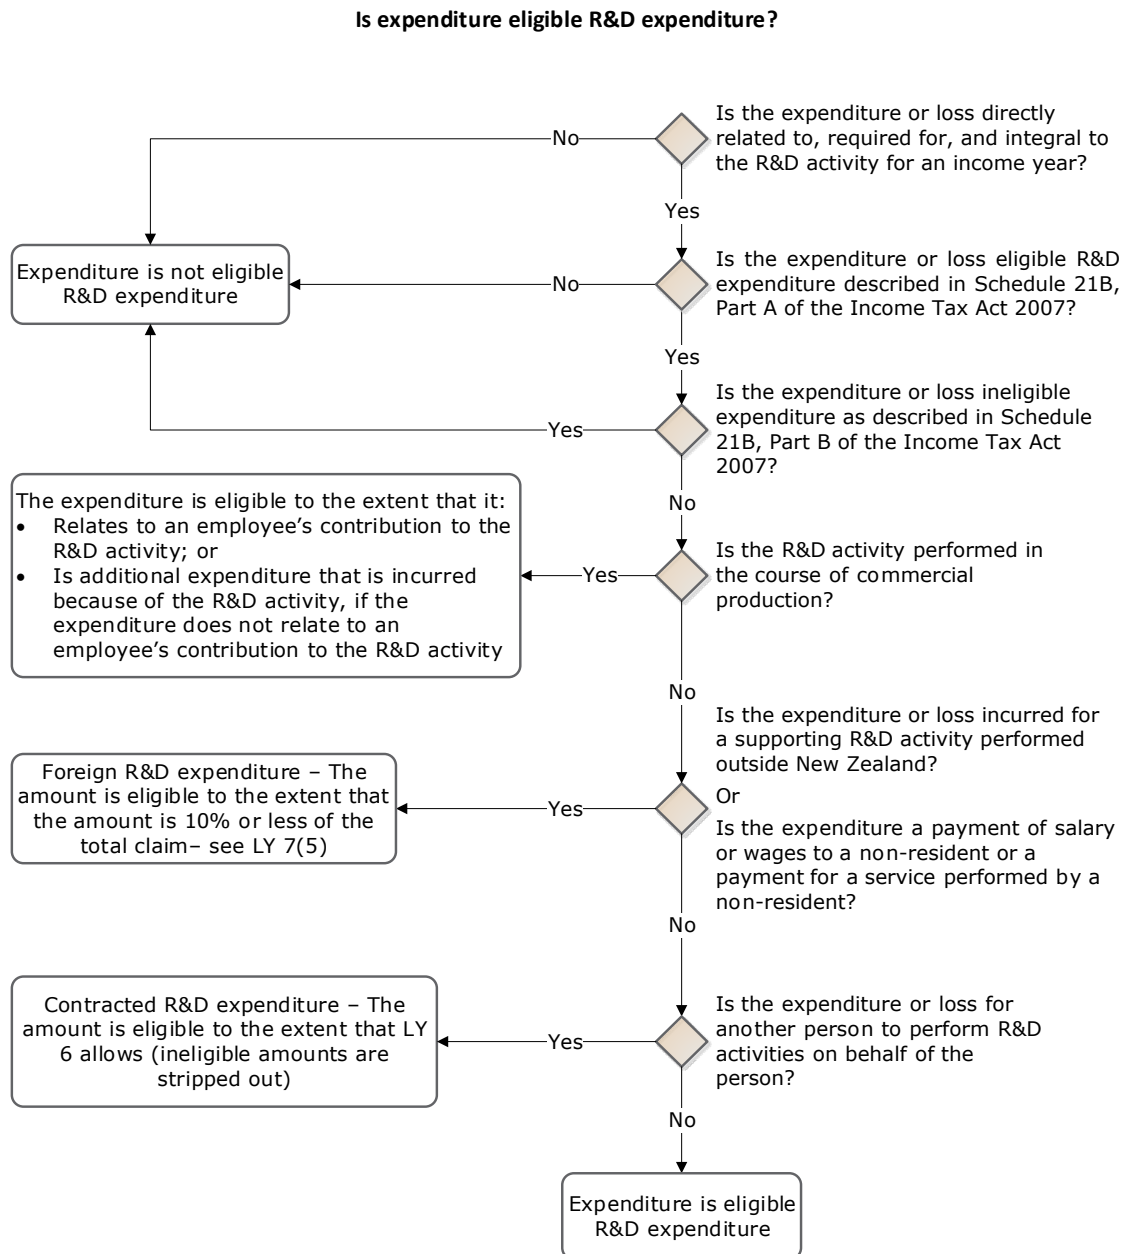 Is expenditure eligible R&D expenditure?
Is the expenditure or loss directly
related to, required for, and integral to
the R&D activity for an income year?
No
Yes
Expenditure is not eligible
R&D expenditure
Is the expenditure or loss eligible R&D
expenditure described in Schedule 21B,
Part A of the Income Tax Act 2007?
No
Yes
Is the expenditure or loss ineligible
expenditure as described in Schedule
21B, Part B of the Income Tax Act
2007?
Yes
No
The expenditure is eligible to the extent that it:
• Relates to an employee’s contribution to the
R&D activity; or
• Is additional expenditure that is incurred
because of the R&D activity, if the
expenditure does not relate to an
employee’s contribution to the R&D activity
Yes
Is the R&D activity performed in
the course of commercial
production?
No
Is the expenditure or loss incurred for
a supporting R&D activity performed
outside New Zealand?
Or
Is the expenditure a payment of salary
or wages to a non-resident or a
payment for a service performed by a
non-resident?
Foreign R&D expenditure – The
amount is eligible to the extent that
the amount is 10% or less of the
total claim– see LY 7(5)
Yes
No
Contracted R&D expenditure – The
amount is eligible to the extent that LY
6 allows (ineligible amounts are
stripped out)
Yes
Is the expenditure or loss for
another person to perform R&D
activities on behalf of the
person?
No
Expenditure is eligible
R&D expenditure